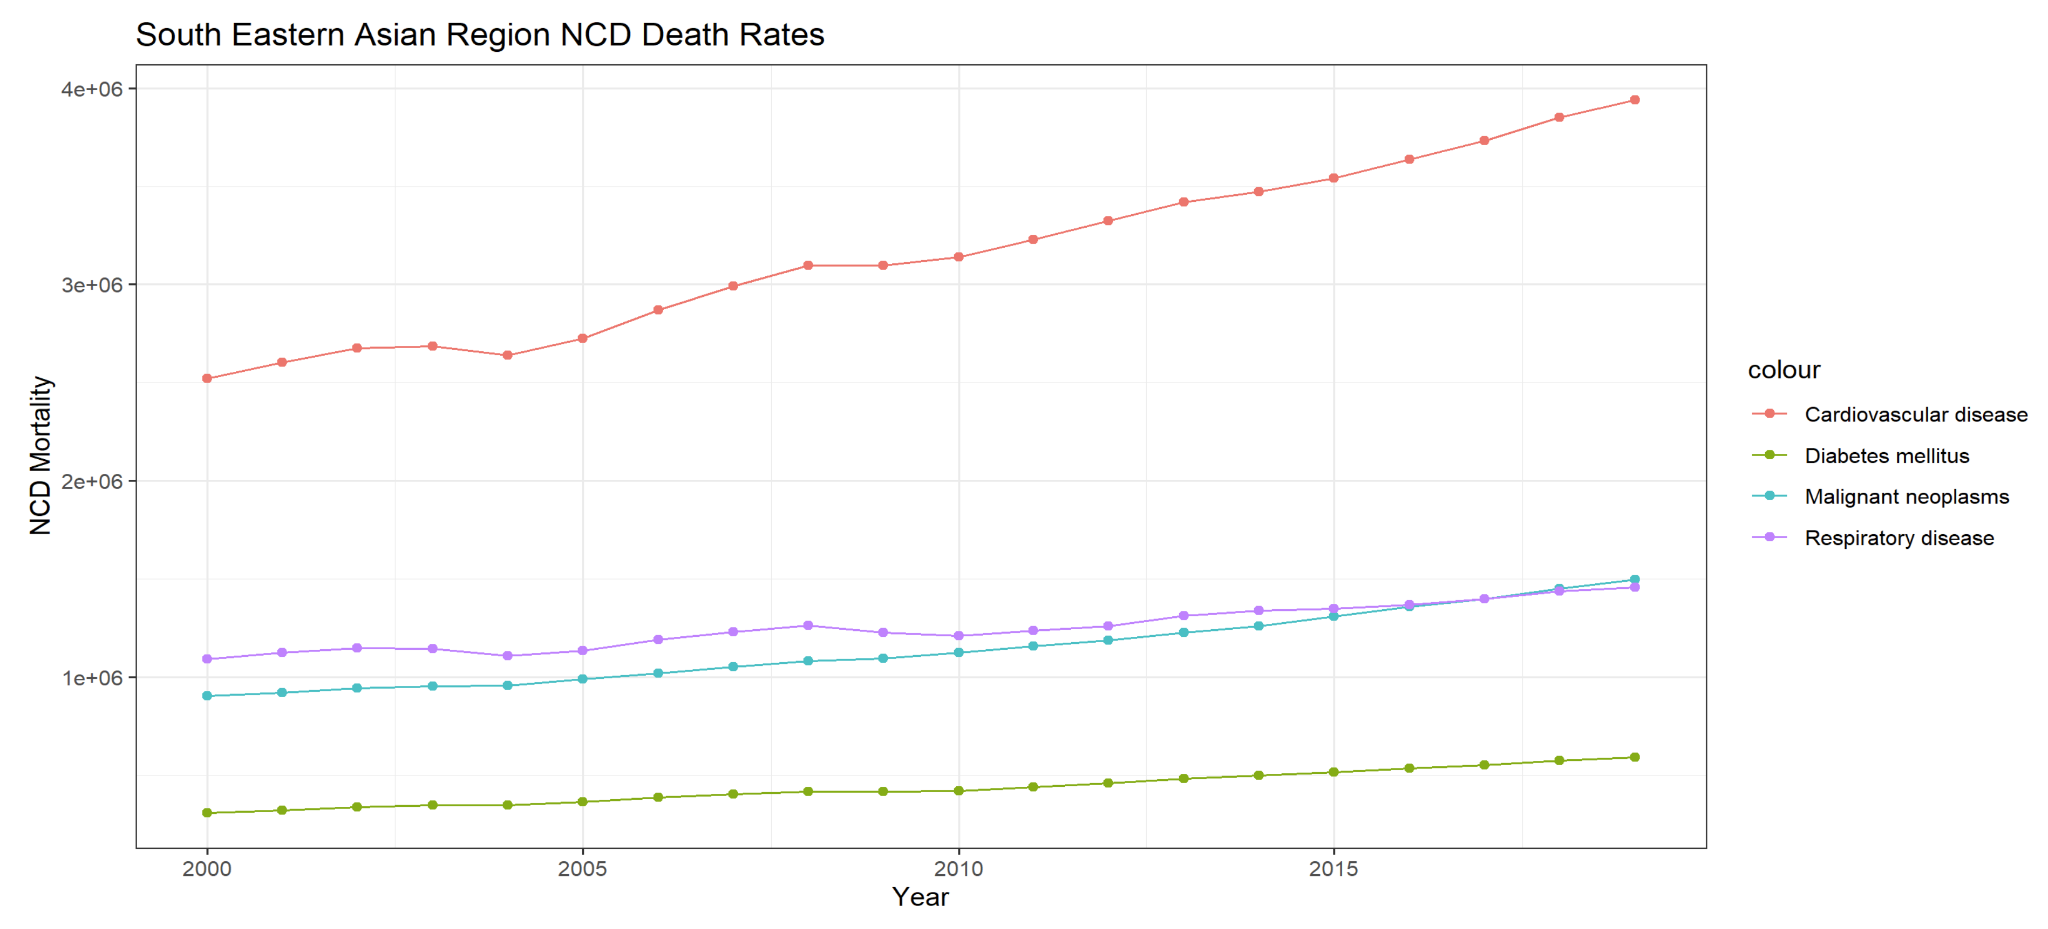 South Eastern Asian Region NCD Death Rates
4e+06
3e+06
2e+06
1e+06
NCD Mortality
2000 2005 2010 2015
Year
colour
Cardiovascular disease
Diabetes mellitus
Malignant neoplasms
Respiratory disease